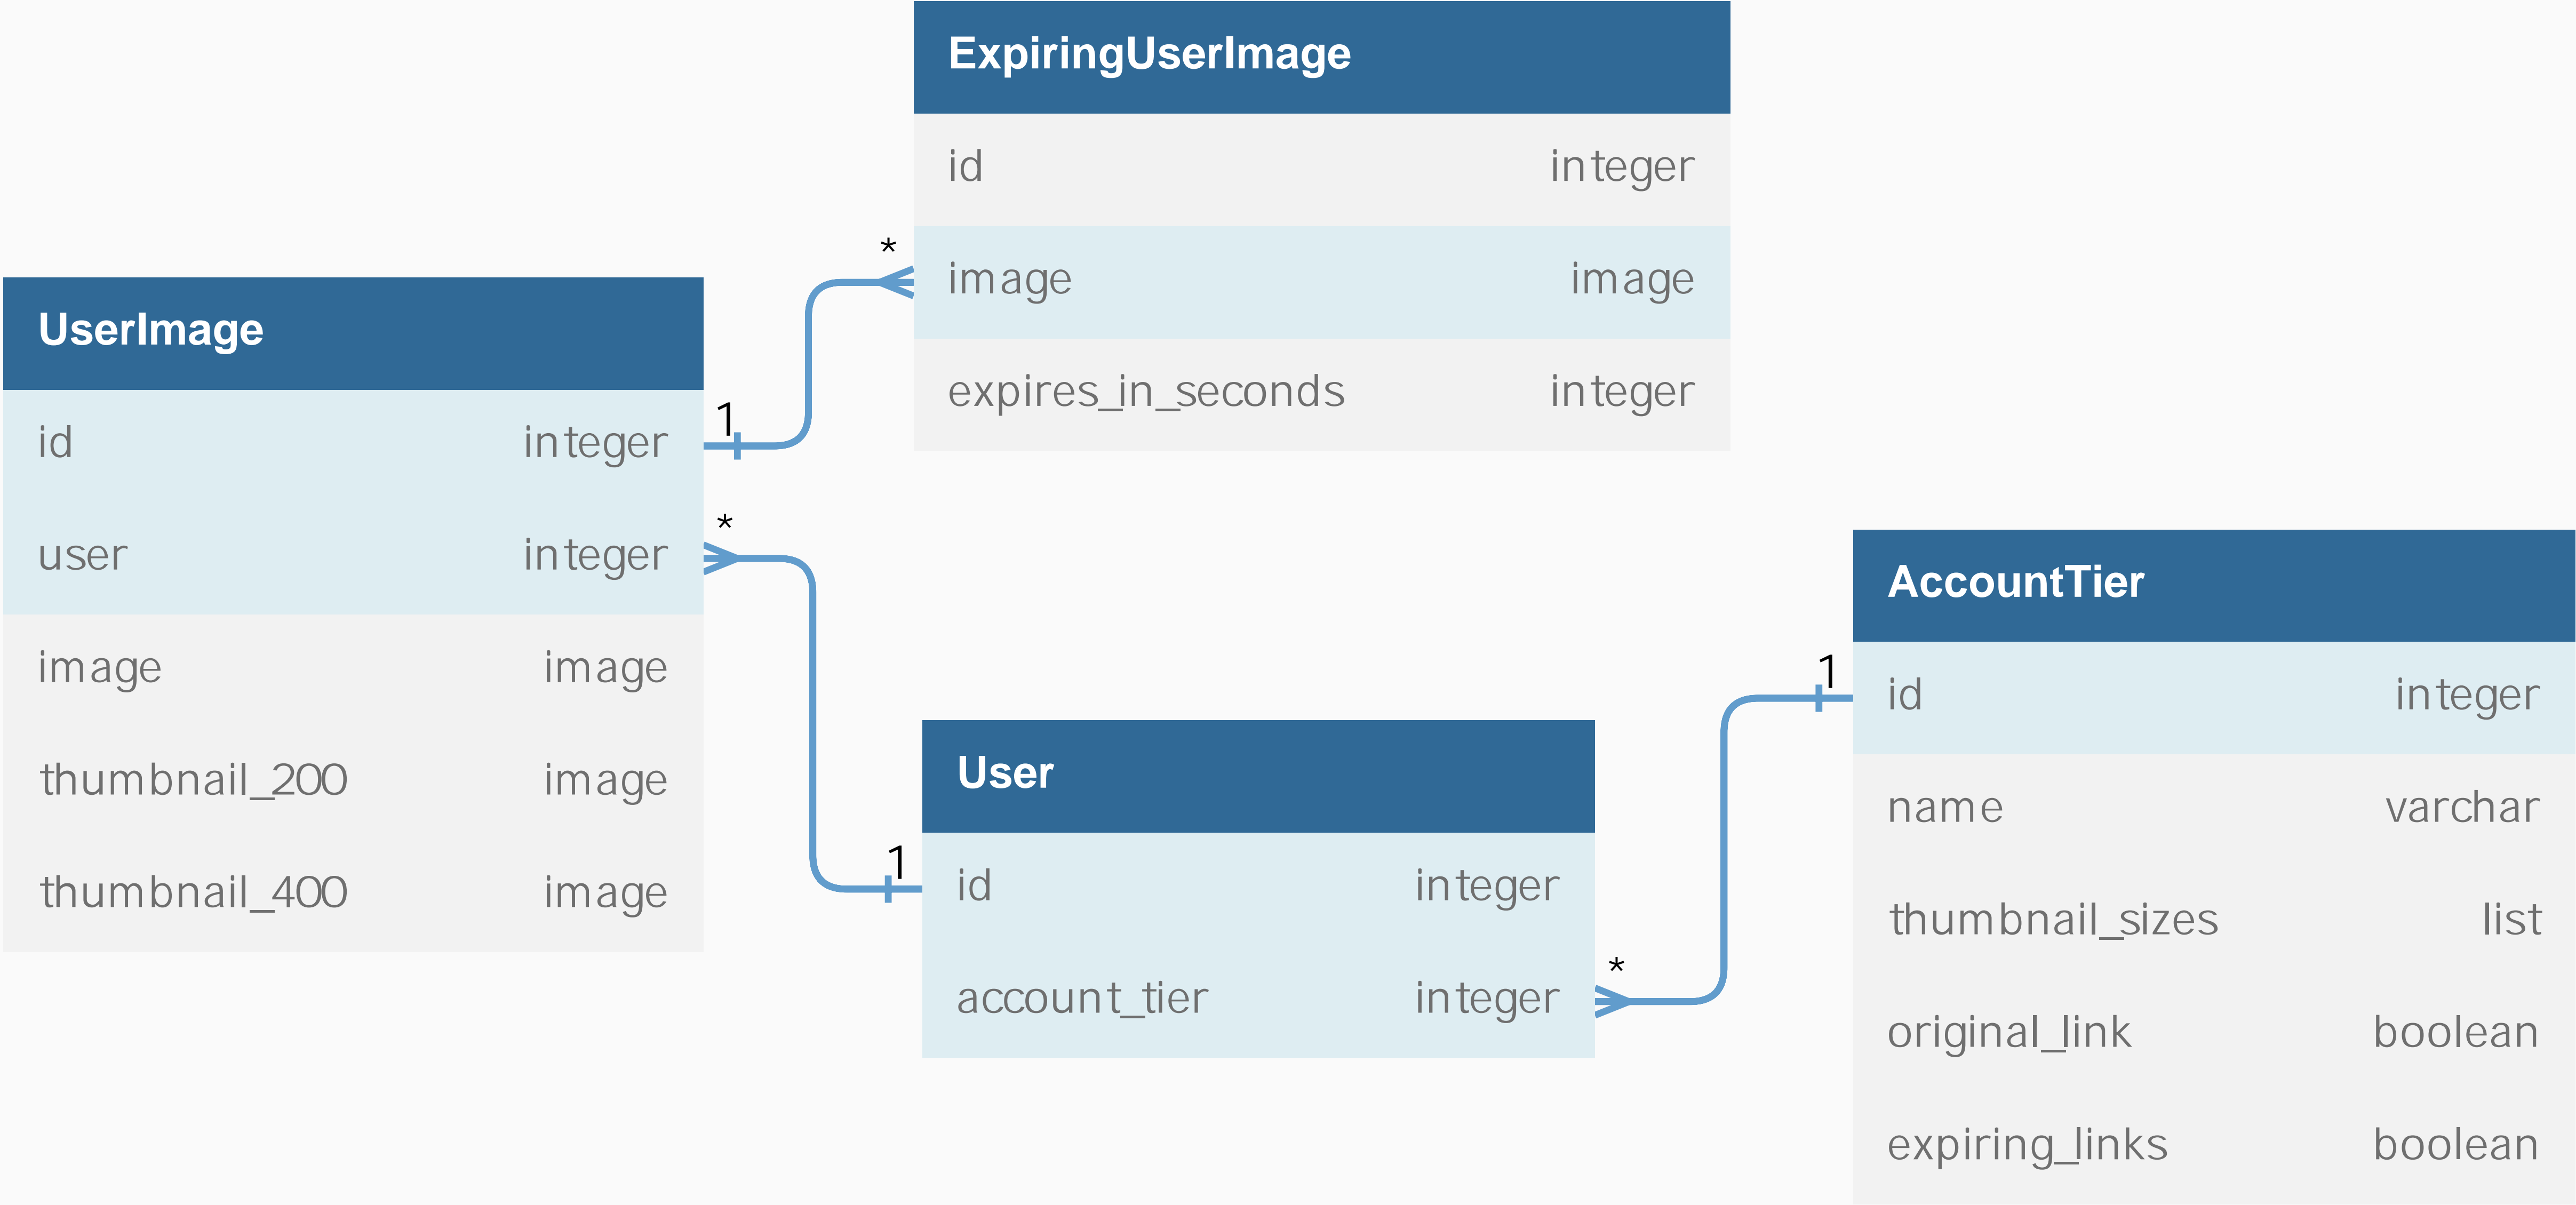 ExpiringUserImage
id integer
image image
expires_in_seconds integer
*
UserImage
id integer
1
user integer
*
image image
thumbnail_200 image
thumbnail_400 image
User
1
id integer
account_tier integer
*
AccountTier
1
id integer
name varchar
thumbnail_sizes list
original_link boolean
expiring_links boolean